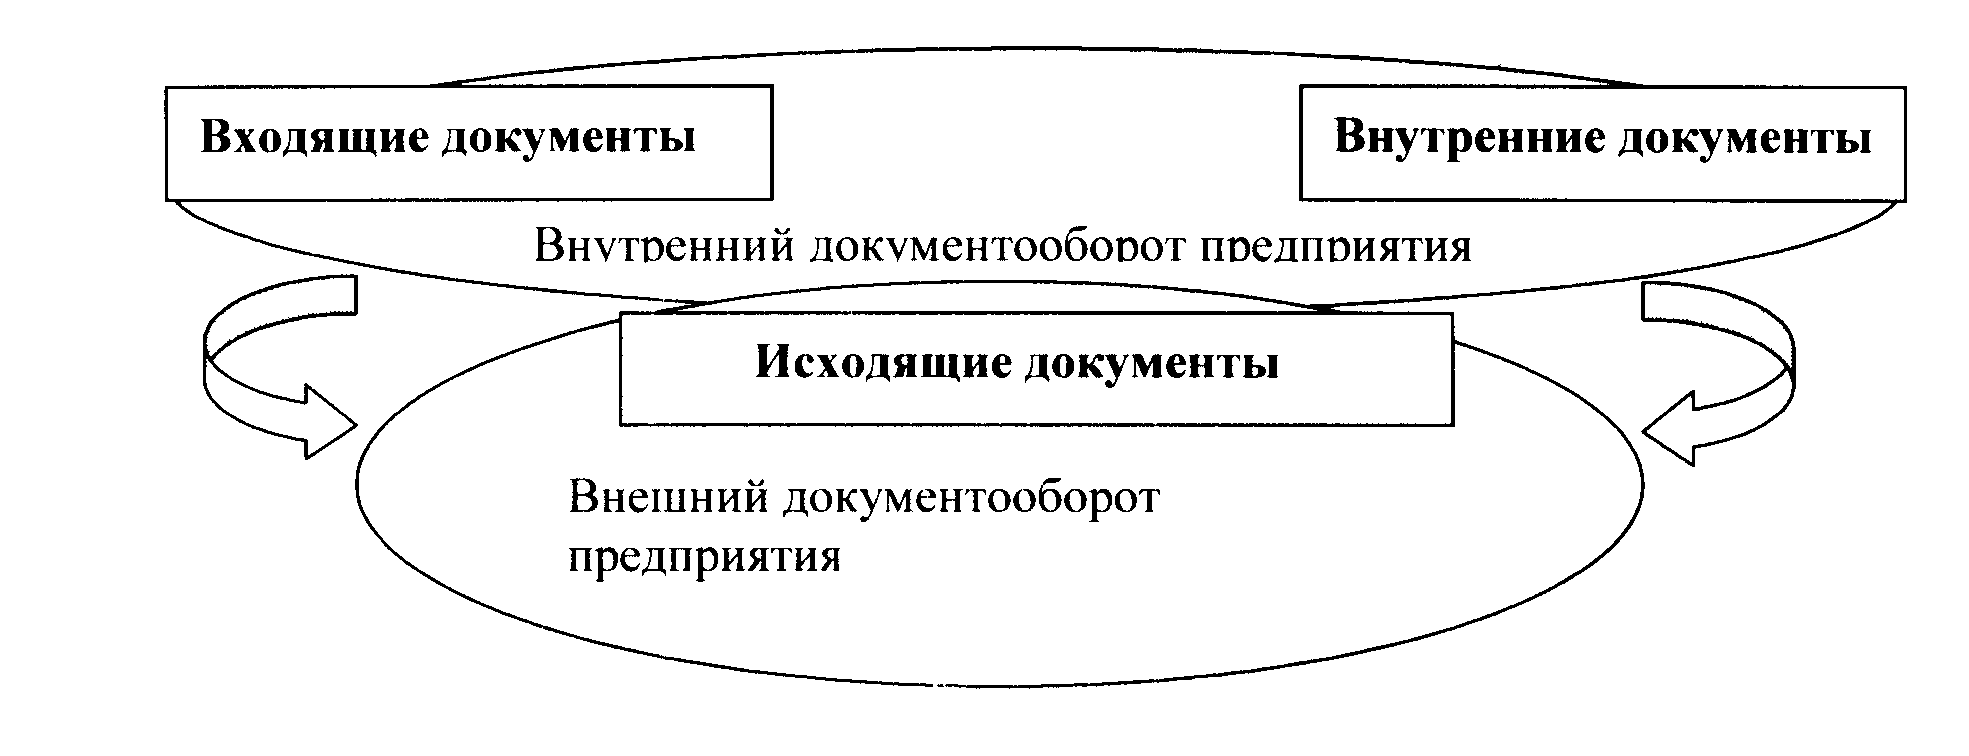 Входящие документы
Внутренние документы
Внутренний документооборот предприятия
Исходящие документы
Внешний документооборот
предприятия